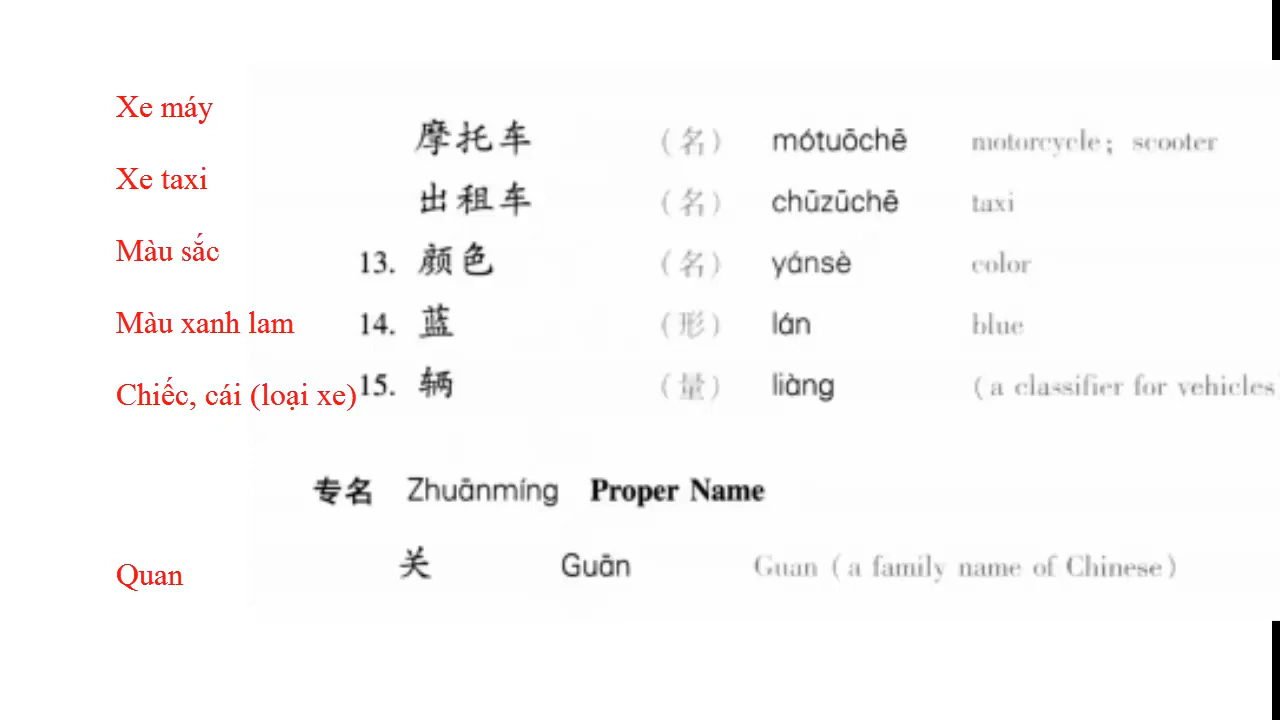 Xe máy
摩托车 （名） mótuōchē motorcycle; scooter
Xe taxi
出租车 （名） chūzūchē taxi
Màu sắc
13. 颜色 （名） yánsè color
Màu xanh lam
14. 蓝 （形） lán blue
Chiếc, cái (loại xe)
15. 辆 （量） liàng (a classifier for vehicles)
专名 Zhuānmíng Proper Name
Quan
关 Guān Guan (a family name of Chinese)